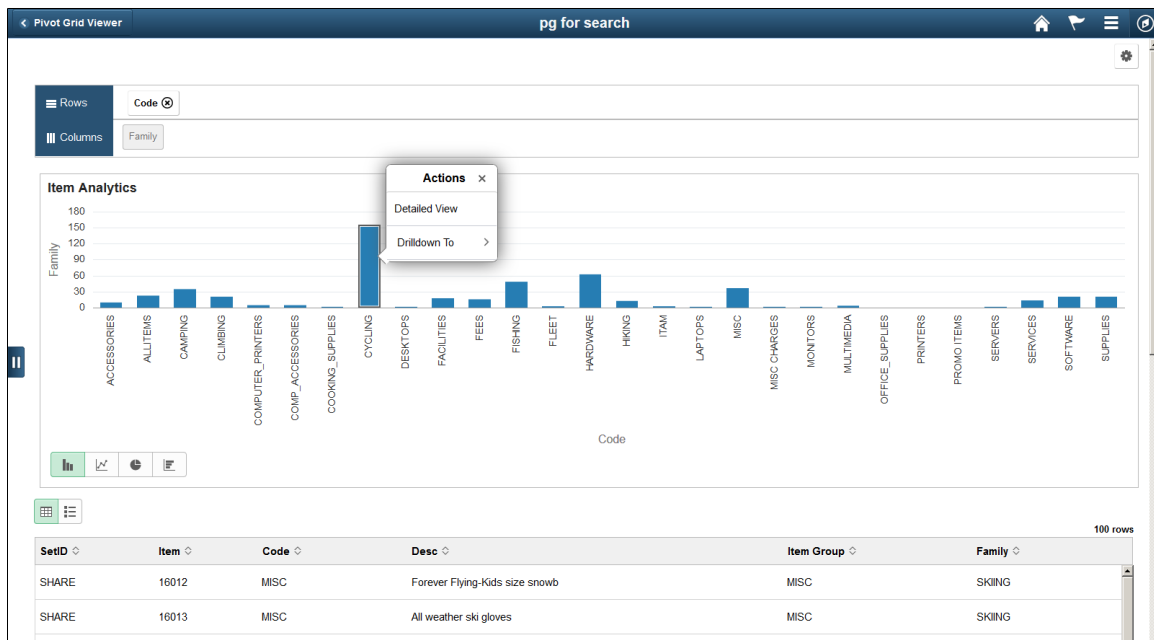 Pivot Grid Viewer
pg for search
Rows
Code
Columns
Family
Item Analytics
Actions
Detailed View
Drilldown To
180
150
120
90
60
30
0
Family
ACCESSORIES
ALLITEMS
CAMPING
CLIMBING
COMPUTER_PRINTERS
COMP_ACCESSORIES
COOKING_SUPPLIES
CYCLING
DESKTOPS
FACILITIES
FEES
FISHING
FLEET
HARDWARE
HIKING
ITAM
LAPTOPS
MISC
MISC CHARGES
MONITORS
MULTIMEDIA
OFFICE_SUPPLIES
PRINTERS
PROMO ITEMS
SERVERS
SERVICES
SOFTWARE
SUPPLIES
Code
100 rows
SetID Item Code Desc Item Group Family
SHARE 16012 MISC Forever Flying-Kids size snowb MISC SKIING
SHARE 16013 MISC All weather ski gloves MISC SKIING